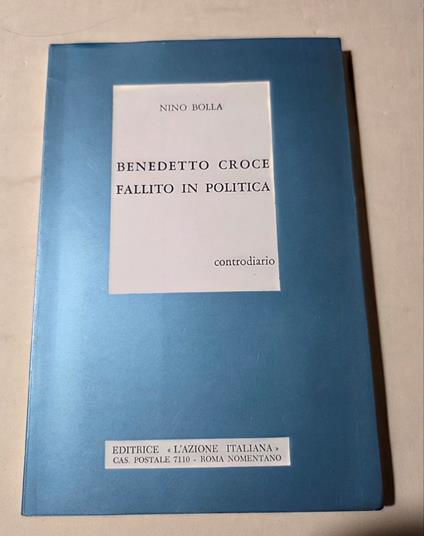 NINO BOLLA
BENEDETTO CROCE
FALLITO IN POLITICA
controdiario
EDITRICE « L'AZIONE ITALIANA »
CAS. POSTALE 7110 - ROMA NOMENTANO